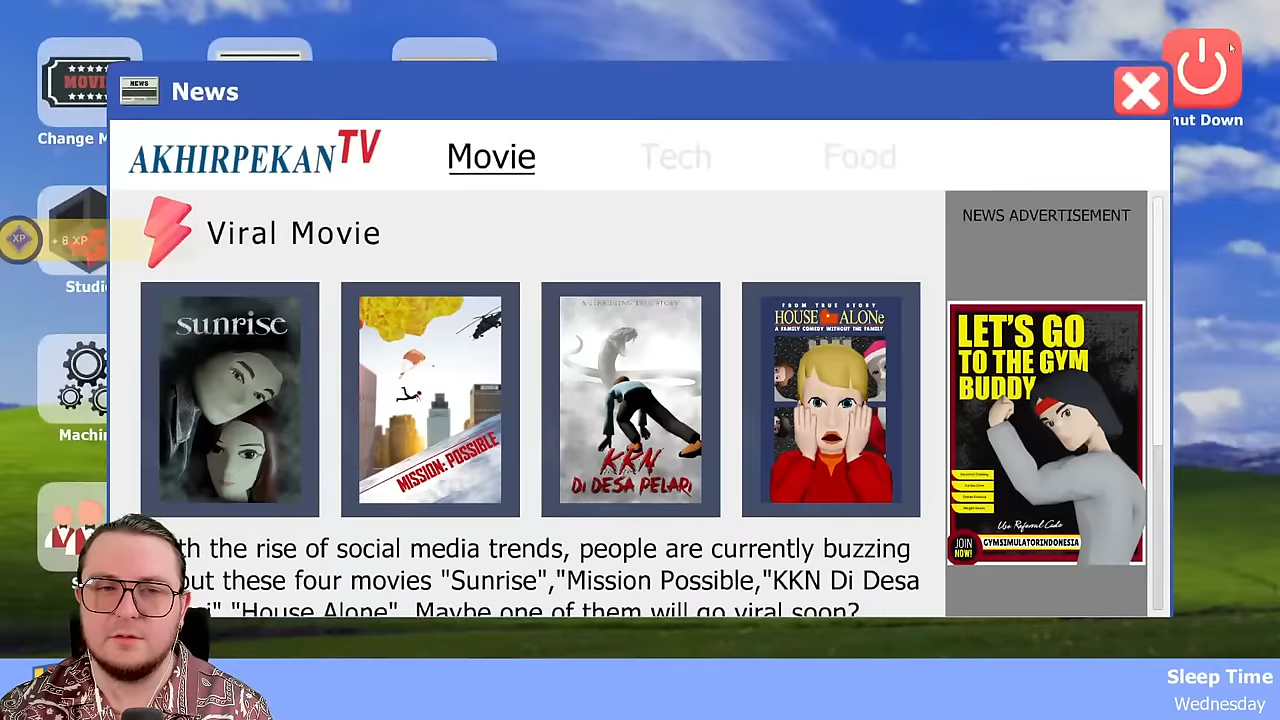 MOVI
Change M
Studi
Machin
XP
+ 8 XP
NEWS
News
hut Down
AKHIRPEKAN TV
Movie
Tech
Food
Viral Movie
sunrise
MISSION: POSSIBLE
A TERRIFYING TRUE STORY
KKN
DI DESA PELARI
FROM TRUE STORY
HOUSE ALONe
A FAMILY COMEDY WITHOUT THE FAMILY
th the rise of social media trends, people are currently buzzing
out these four movies "Sunrise","Mission Possible,"KKN Di Desa
i","House Alone". Maybe one of them will go viral soon?
NEWS ADVERTISEMENT
LET'S GO
TO THE GYM
BUDDY
Use Referral Code
JOIN
NOW!
GYMSIMULATORINDONESIA
Sleep Time
Wednesday